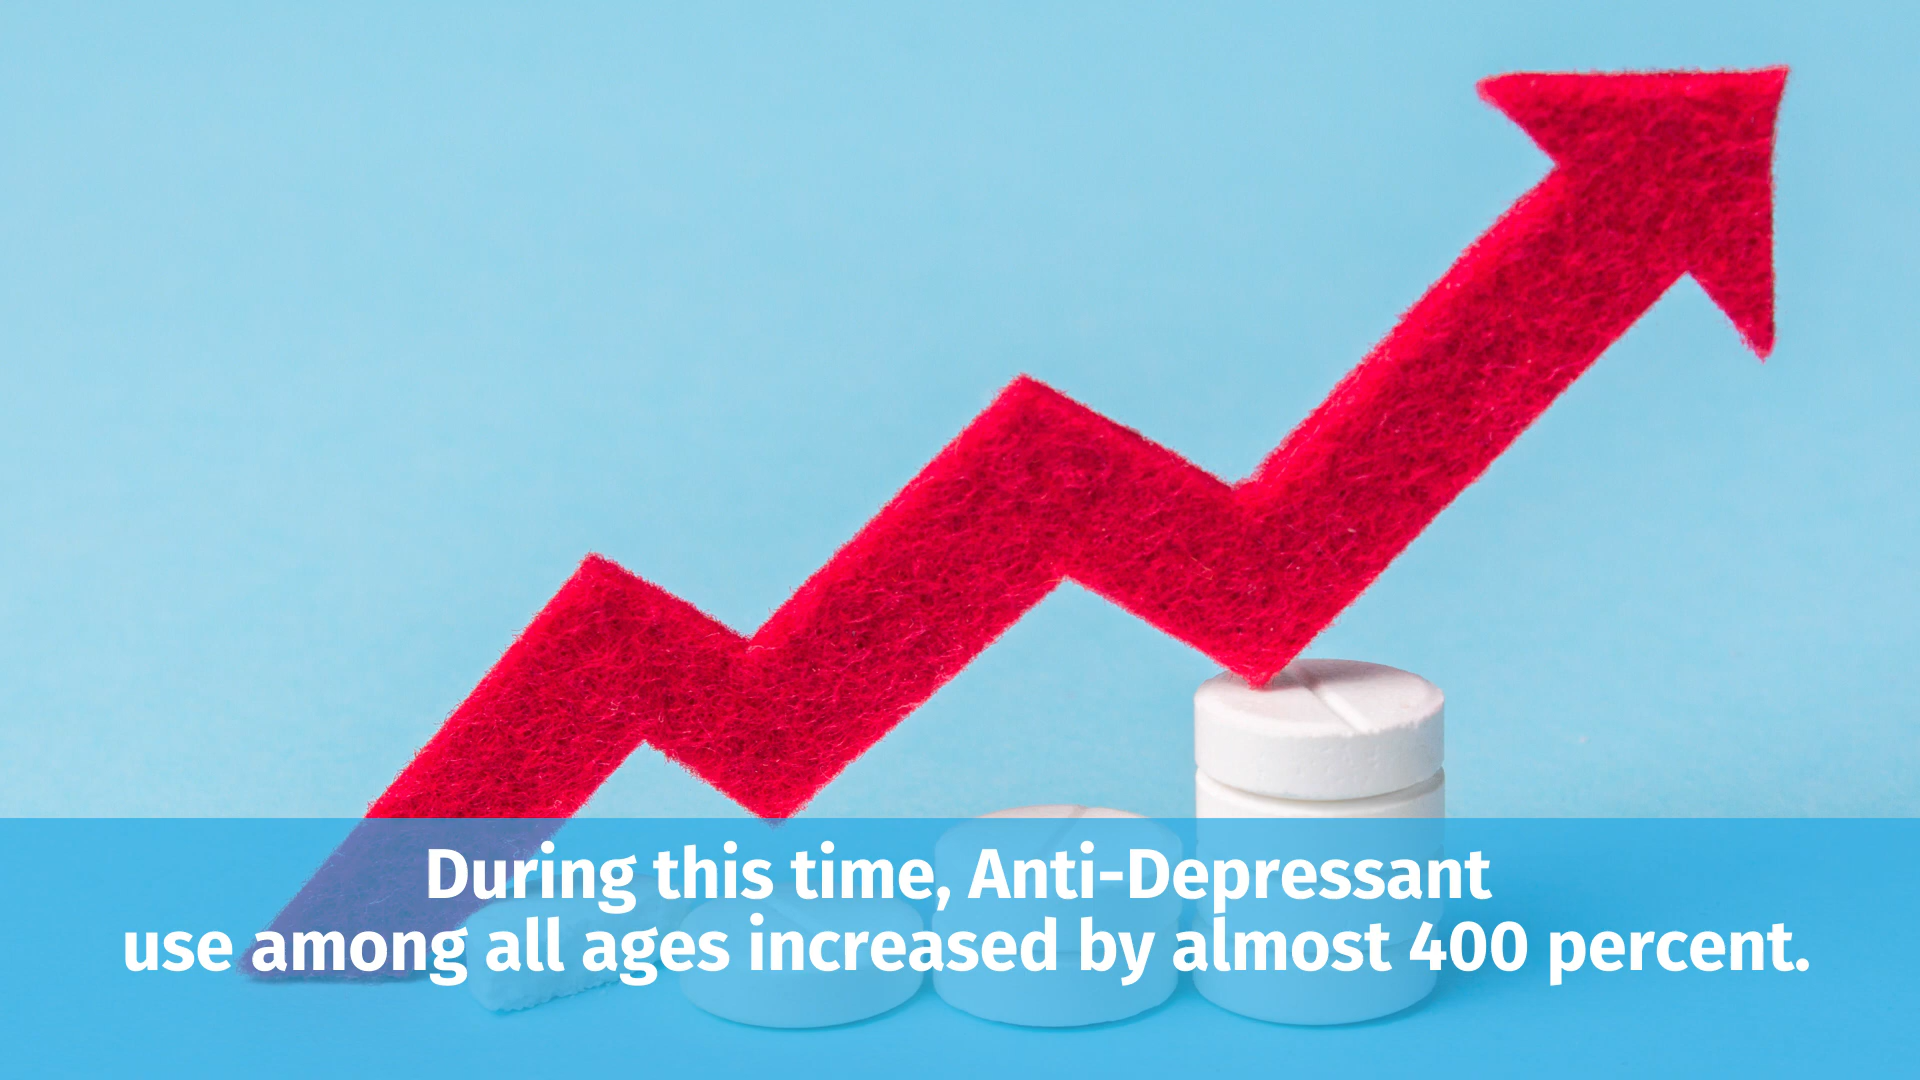 During this time, Anti-Depressant
use among all ages increased by almost 400 percent.